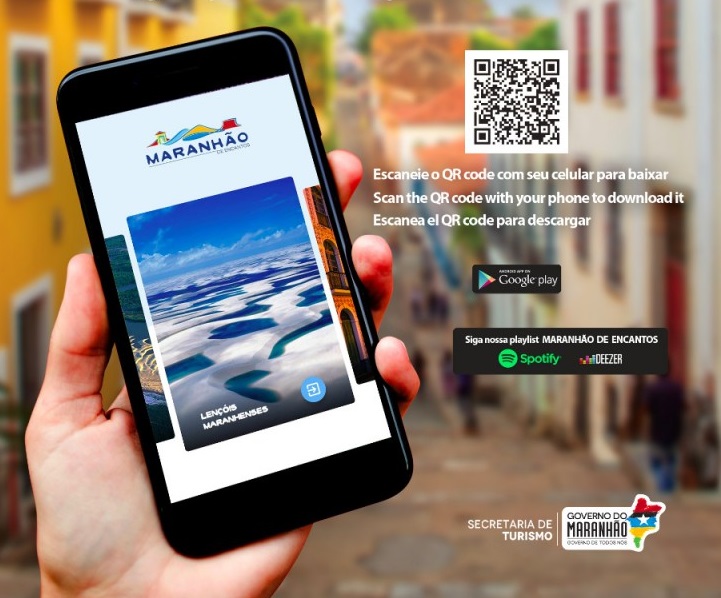 MARANHÃO
DE ENCANTOS
LENÇÓIS
MARANHENSES
Escaneie o QR code com seu celular para baixar
Scan the QR code with your phone to download it
Escanea el QR code para descargar
ANDROID APP ON
Google play
Siga nossa playlist MARANHÃO DE ENCANTOS
Spotify DEEZER
SECRETARIA DE
TURISMO
GOVERNO DO
MARANHÃO
GOVERNO DE TODOS NÓS